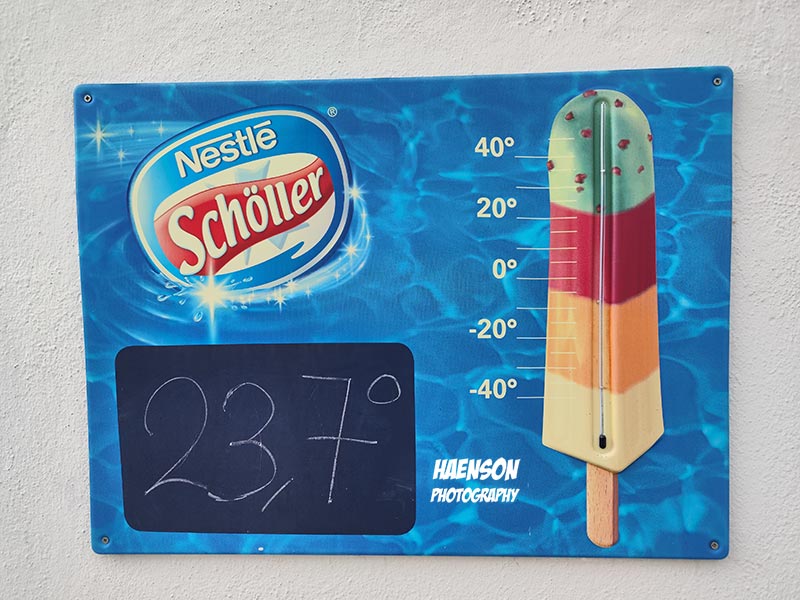 Nestlé
Schöller
®
40°
20°
0°
-20°
-40°
23,7°
HAENSON
PHOTOGRAPHY